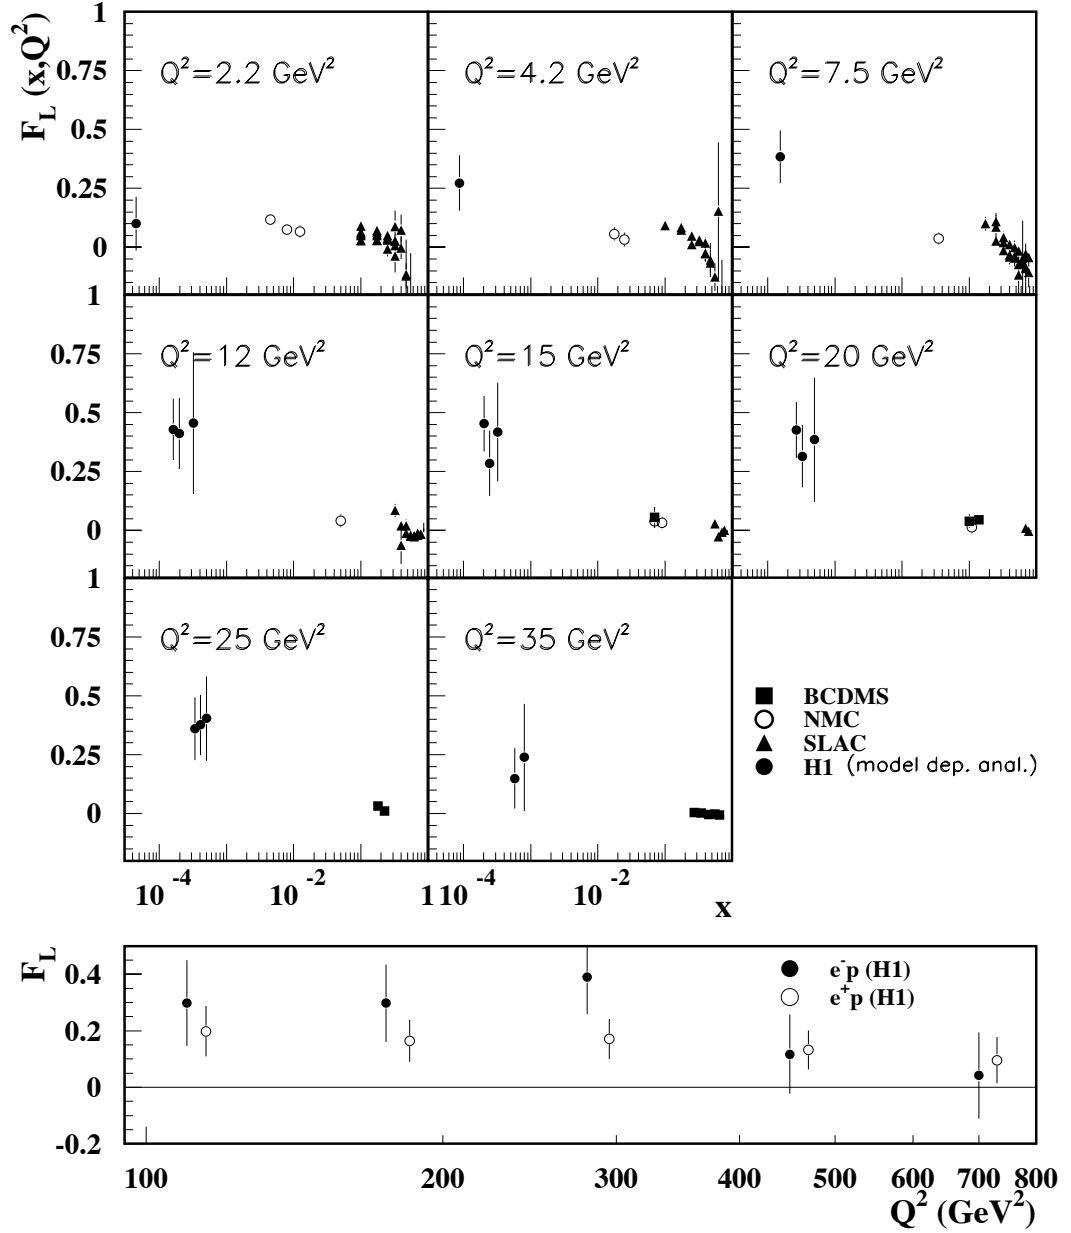 F_L (x,Q²)
1
Q²=2.2 GeV²
Q²=4.2 GeV²
Q²=7.5 GeV²
0.75
0.5
0.25
0
1
Q²=12 GeV²
Q²=15 GeV²
Q²=20 GeV²
0.75
0.5
0.25
0
1
Q²=25 GeV²
Q²=35 GeV²
0.75
0.5
0.25
0
BCDMS
NMC
SLAC
H1 (model dep. anal.)
10⁻⁴ 10⁻² 1 10⁻⁴ 10⁻²
x
F_L
0.4
0.2
0
-0.2
e⁻p (H1)
e⁺p (H1)
100 200 300 400 500 600 700 800
Q² (GeV²)